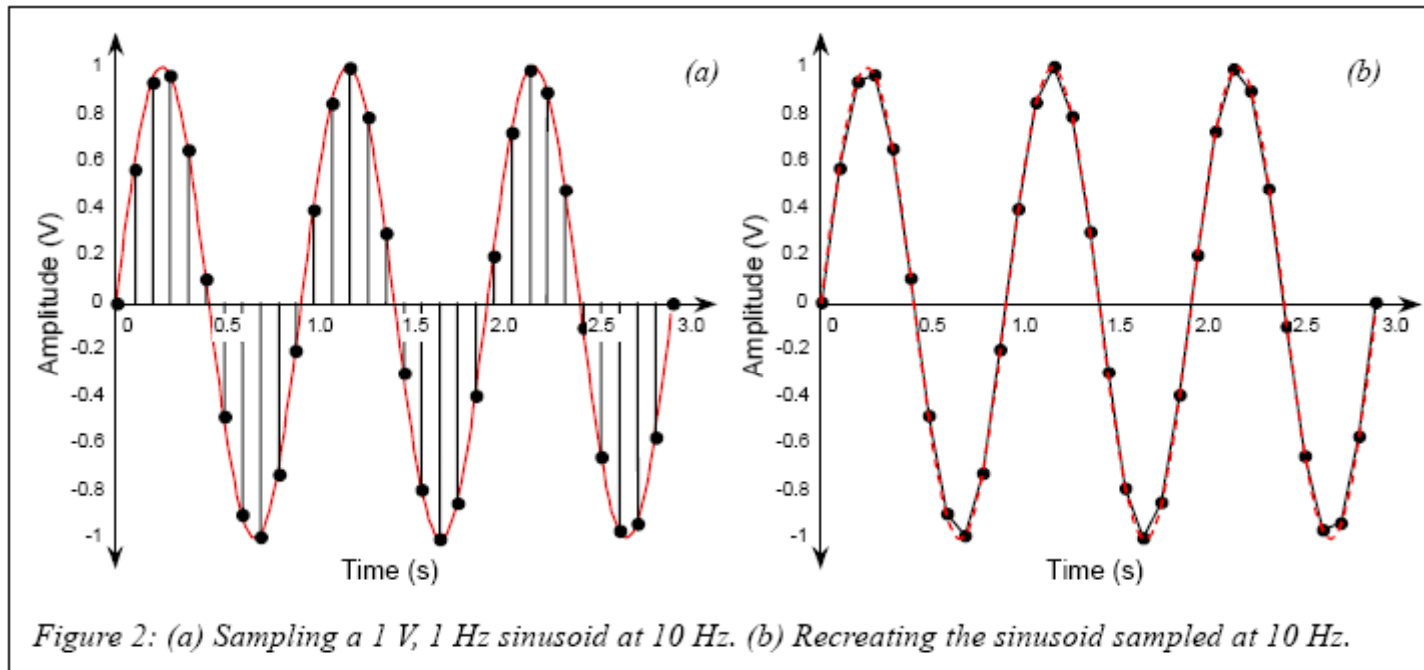 (a)
1
0.8
0.6
0.4
0.2
0
-0.2
-0.4
-0.6
-0.8
-1
Amplitude (V)
0 0.5 1.0 1.5 2.0 2.5 3.0
Time (s)
(b)
1
0.8
0.6
0.4
0.2
0
-0.2
-0.4
-0.6
-0.8
-1
Amplitude (V)
0 0.5 1.0 1.5 2.0 2.5 3.0
Time (s)
Figure 2: (a) Sampling a 1 V, 1 Hz sinusoid at 10 Hz. (b) Recreating the sinusoid sampled at 10 Hz.